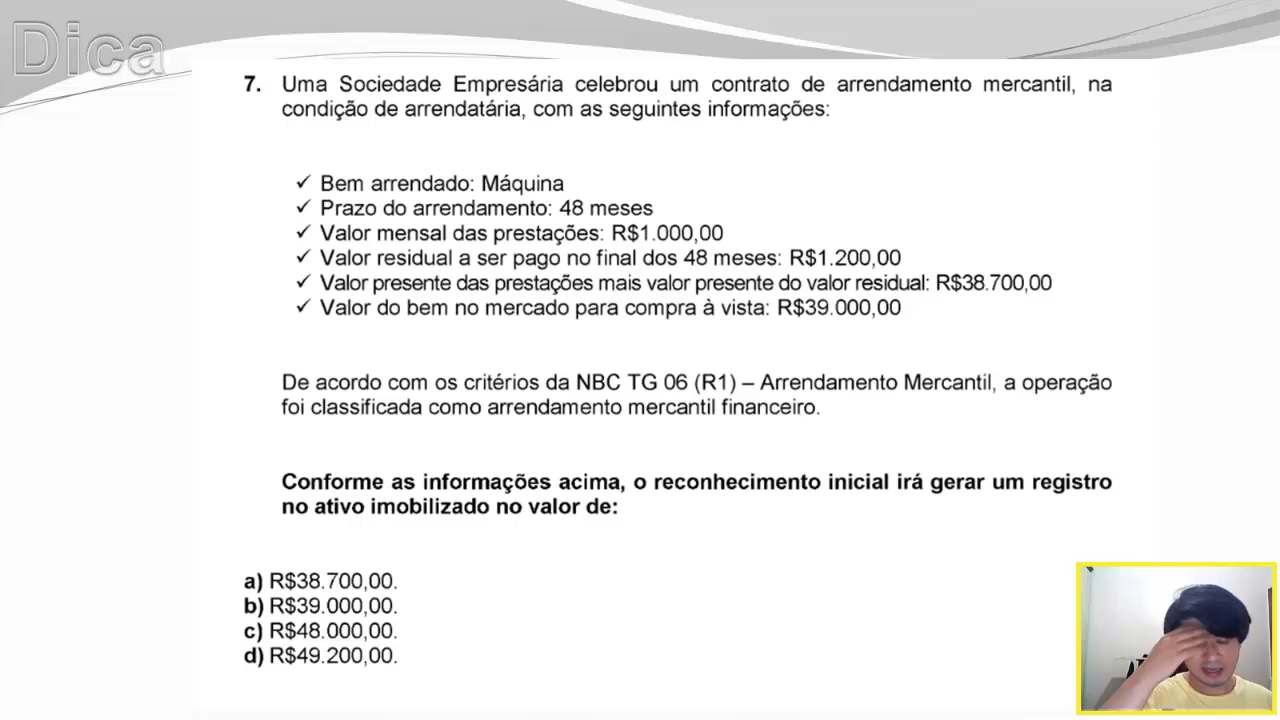 Dica
7. Uma Sociedade Empresária celebrou um contrato de arrendamento mercantil, na
condição de arrendatária, com as seguintes informações:
✓ Bem arrendado: Máquina
✓ Prazo do arrendamento: 48 meses
✓ Valor mensal das prestações: R$1.000,00
✓ Valor residual a ser pago no final dos 48 meses: R$1.200,00
✓ Valor presente das prestações mais valor presente do valor residual: R$38.700,00
✓ Valor do bem no mercado para compra à vista: R$39.000,00
De acordo com os critérios da NBC TG 06 (R1) – Arrendamento Mercantil, a operação
foi classificada como arrendamento mercantil financeiro.
Conforme as informações acima, o reconhecimento inicial irá gerar um registro
no ativo imobilizado no valor de:
a) R$38.700,00.
b) R$39.000,00.
c) R$48.000,00.
d) R$49.200,00.